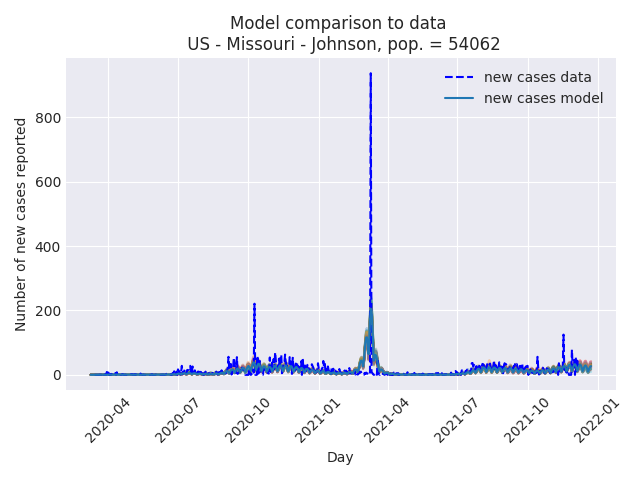 Model comparison to data
US - Missouri - Johnson, pop. = 54062
new cases data
new cases model
Number of new cases reported
800
600
400
200
0
2020-04
2020-07
2020-10
2021-01
2021-04
2021-07
2021-10
2022-01
Day